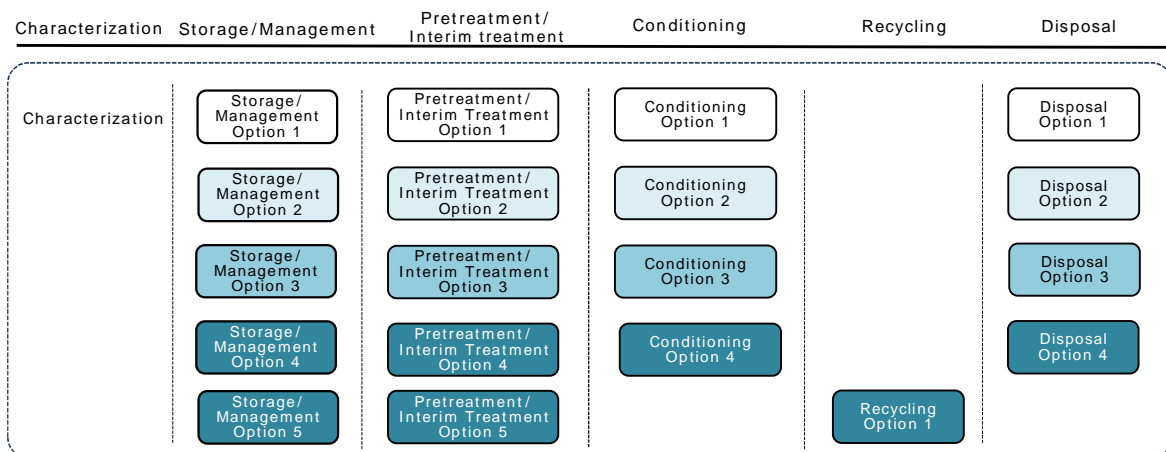 Characterization
Storage/Management
Pretreatment/
Interim treatment
Conditioning
Recycling
Disposal
Characterization
Storage/
Management
Option 1
Pretreatment/
Interim Treatment
Option 1
Conditioning
Option 1
Disposal
Option 1
Storage/
Management
Option 2
Pretreatment/
Interim Treatment
Option 2
Conditioning
Option 2
Disposal
Option 2
Storage/
Management
Option 3
Pretreatment/
Interim Treatment
Option 3
Conditioning
Option 3
Disposal
Option 3
Storage/
Management
Option 4
Pretreatment/
Interim Treatment
Option 4
Conditioning
Option 4
Disposal
Option 4
Storage/
Management
Option 5
Pretreatment/
Interim Treatment
Option 5
Recycling
Option 1